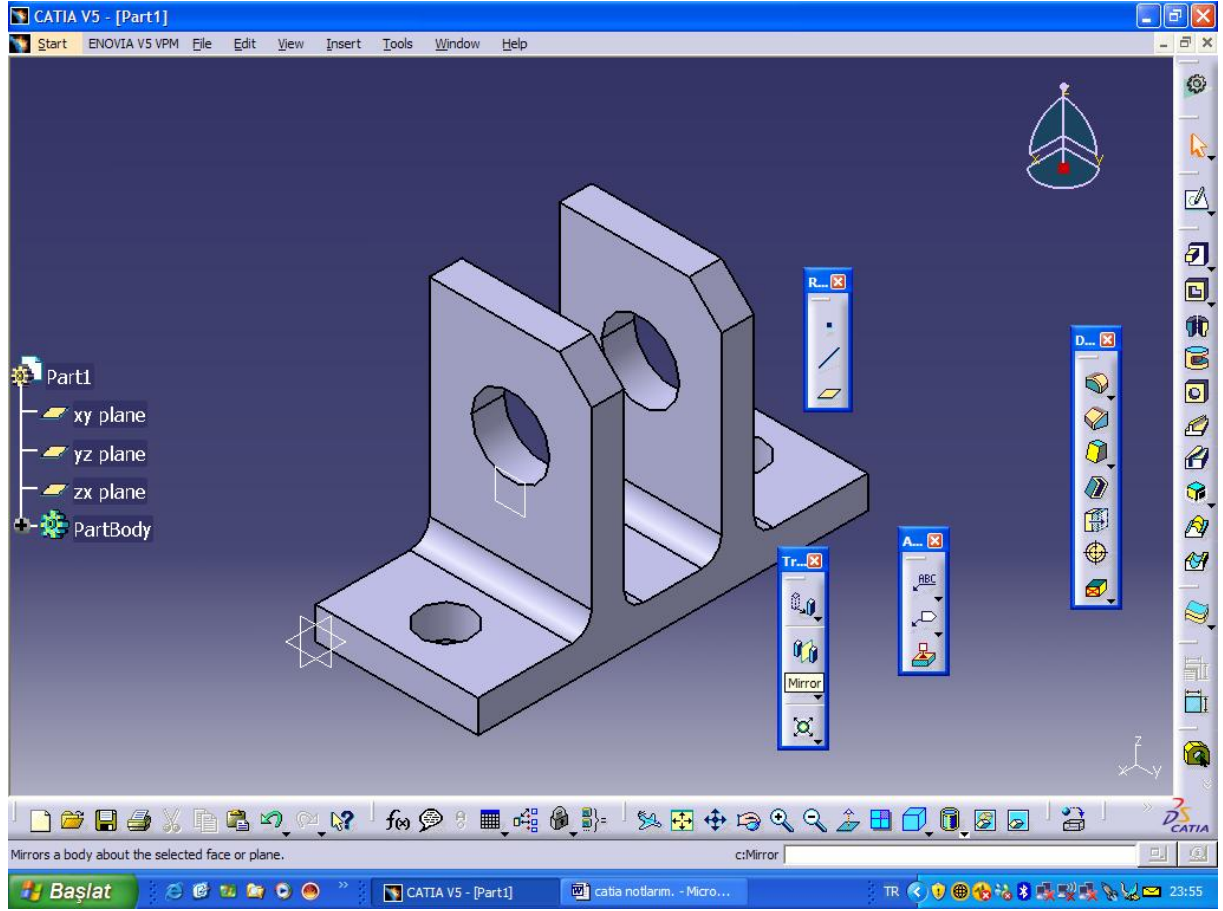 CATIA V5 - [Part1]
Start ENOVIA V5 VPM File Edit View Insert Tools Window Help
z
x y
R...
D...
Part1
xy plane
yz plane
zx plane
PartBody
A...
ABC
Tr...
Mirror
z
x y
f(x)
DS CATIA
Mirrors a body about the selected face or plane.
c:Mirror
Başlat
CATIA V5 - [Part1]
catia notlarım. - Micro...
TR
23:55